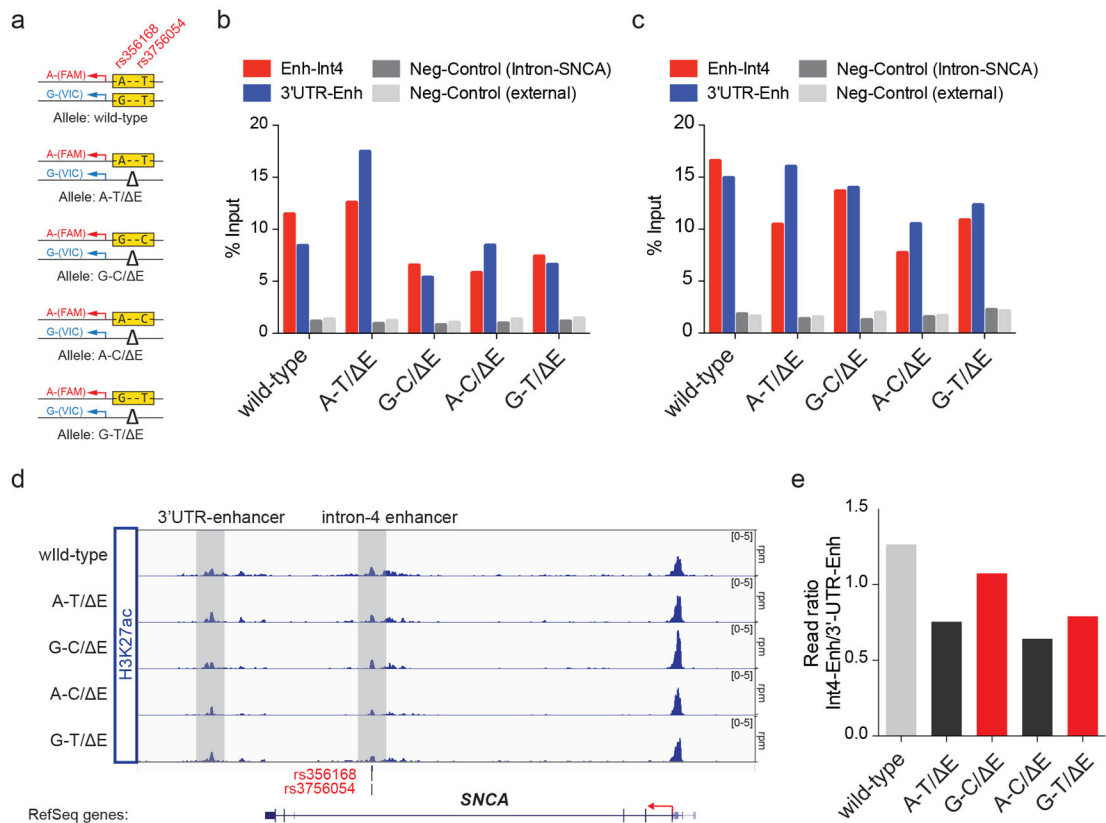 a
rs356168
rs3756054
A-(FAM)
A--T
G-(VIC)
G--T
Allele: wild-type
A-(FAM)
A--T
G-(VIC)
Δ
Allele: A-T/ΔE
A-(FAM)
G--C
G-(VIC)
Δ
Allele: G-C/ΔE
A-(FAM)
A--C
G-(VIC)
Δ
Allele: A-C/ΔE
A-(FAM)
G--T
G-(VIC)
Δ
Allele: G-T/ΔE
b
Enh-Int4
Neg-Control (Intron-SNCA)
3'UTR-Enh
Neg-Control (external)
% Input
20
15
10
5
0
wild-type
A-T/ΔE
G-C/ΔE
A-C/ΔE
G-T/ΔE
c
Enh-Int4
Neg-Control (Intron-SNCA)
3'UTR-Enh
Neg-Control (external)
% Input
20
15
10
5
0
wild-type
A-T/ΔE
G-C/ΔE
A-C/ΔE
G-T/ΔE
d
3'UTR-enhancer
intron-4 enhancer
H3K27ac
wIld-type
[0-5]
rpm
A-T/ΔE
[0-5]
rpm
G-C/ΔE
[0-5]
rpm
A-C/ΔE
[0-5]
rpm
G-T/ΔE
[0-5]
rpm
rs356168
rs3756054
SNCA
RefSeq genes:
e
Read ratio
Int4-Enh/3'-UTR-Enh
1.5
1.0
0.5
0.0
wild-type
A-T/ΔE
G-C/ΔE
A-C/ΔE
G-T/ΔE